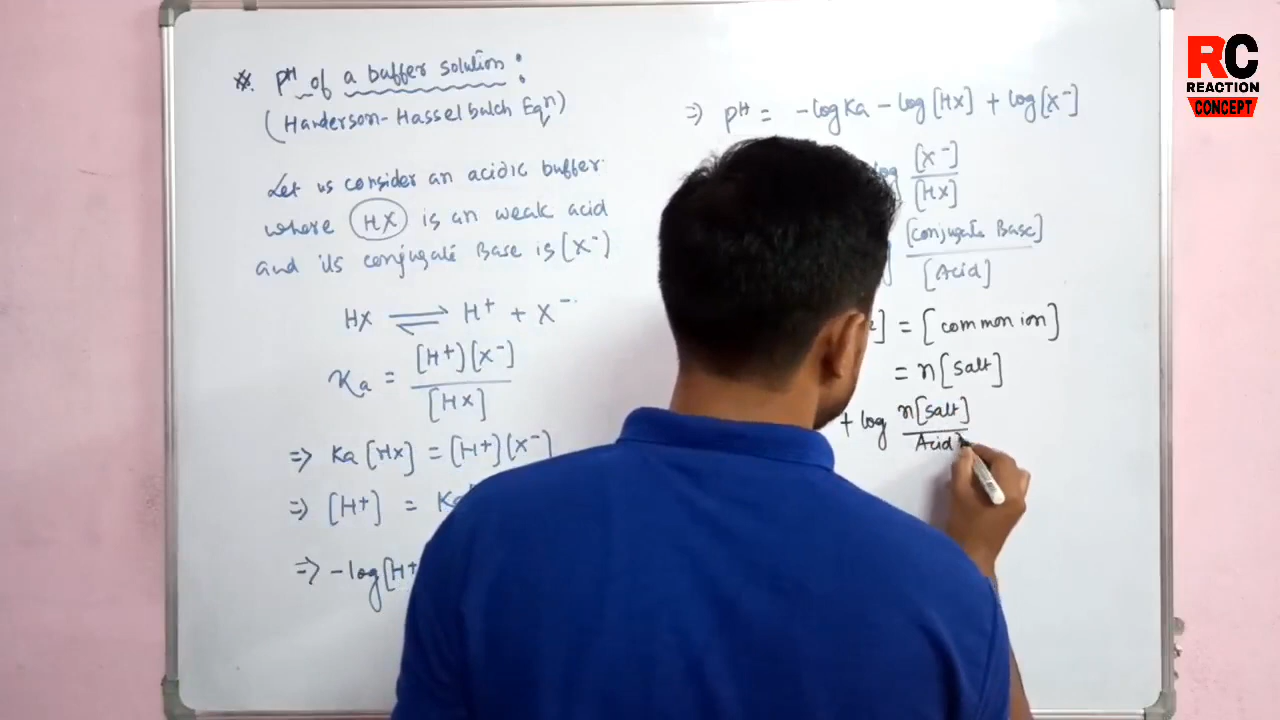 ※. pH of a buffer solution :
(Handerson-Hasselbalch Eqn)
Let us consider an acidic buffer.
where HX is an weak acid
and its conjugate Base is [X⁻)
HX ⇌ H⁺ + X⁻
Ka = [H⁺)[X⁻] / [HX]
⇒ Ka[HX] = [H+)(X⁻]
⇒ [H+] =
⇒ -log[H+
⇒ pH = -logKa - log[HX] + log[X⁻]
[X⁻] / [HX]
[conjugate Base] / [Acid]
] = [common ion]
= n[Salt]
+ log n[salt] / Acid]
RC
REACTION
CONCEPT